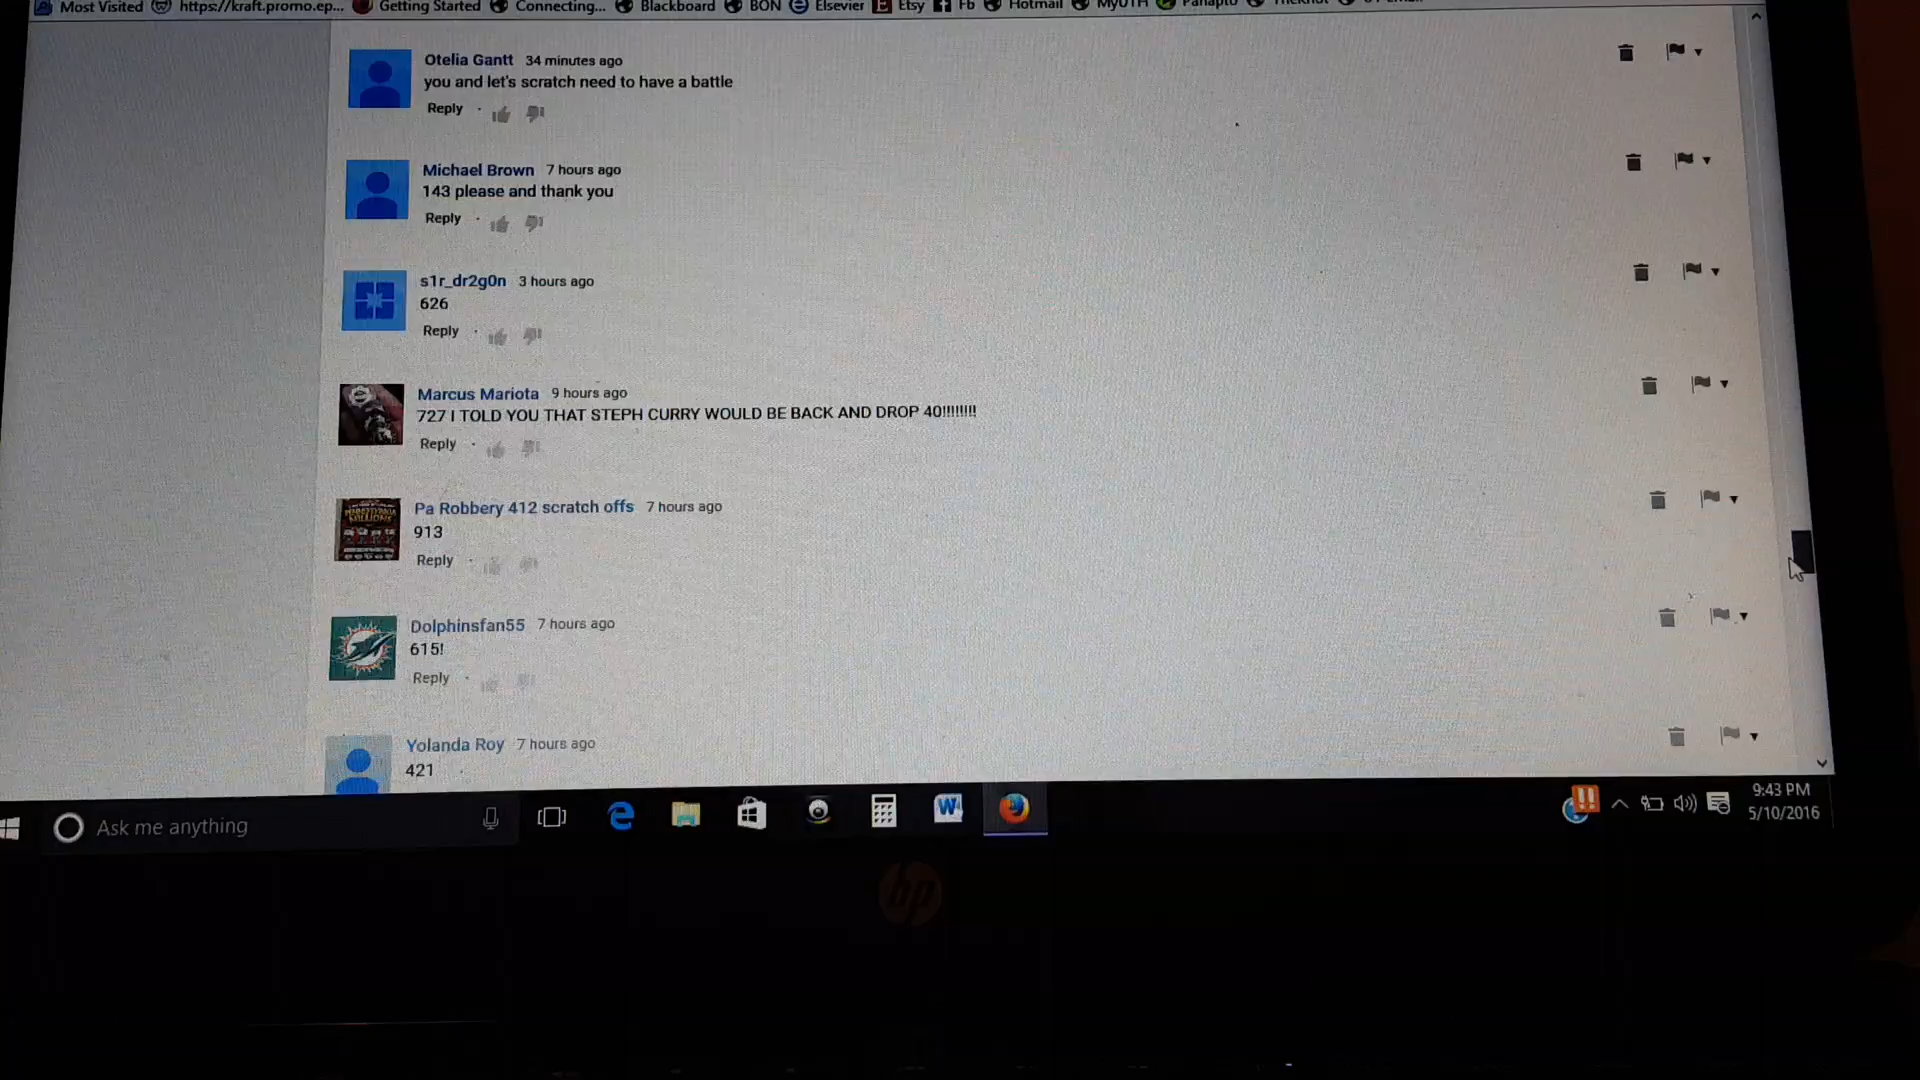 Most Visited https://kraft.promo.ep... Getting Started Connecting... Blackboard BON Elsevier Etsy Fb Hotmail MyUTH Panapto
Otelia Gantt 34 minutes ago
you and let's scratch need to have a battle
Reply
Michael Brown 7 hours ago
143 please and thank you
Reply
s1r_dr2g0n 3 hours ago
626
Reply
Marcus Mariota 9 hours ago
727 I TOLD YOU THAT STEPH CURRY WOULD BE BACK AND DROP 40!!!!!!!!
Reply
Pa Robbery 412 scratch offs 7 hours ago
913
Reply
Dolphinsfan55 7 hours ago
615!
Reply
Yolanda Roy 7 hours ago
421
Ask me anything
9:43 PM
5/10/2016
hp